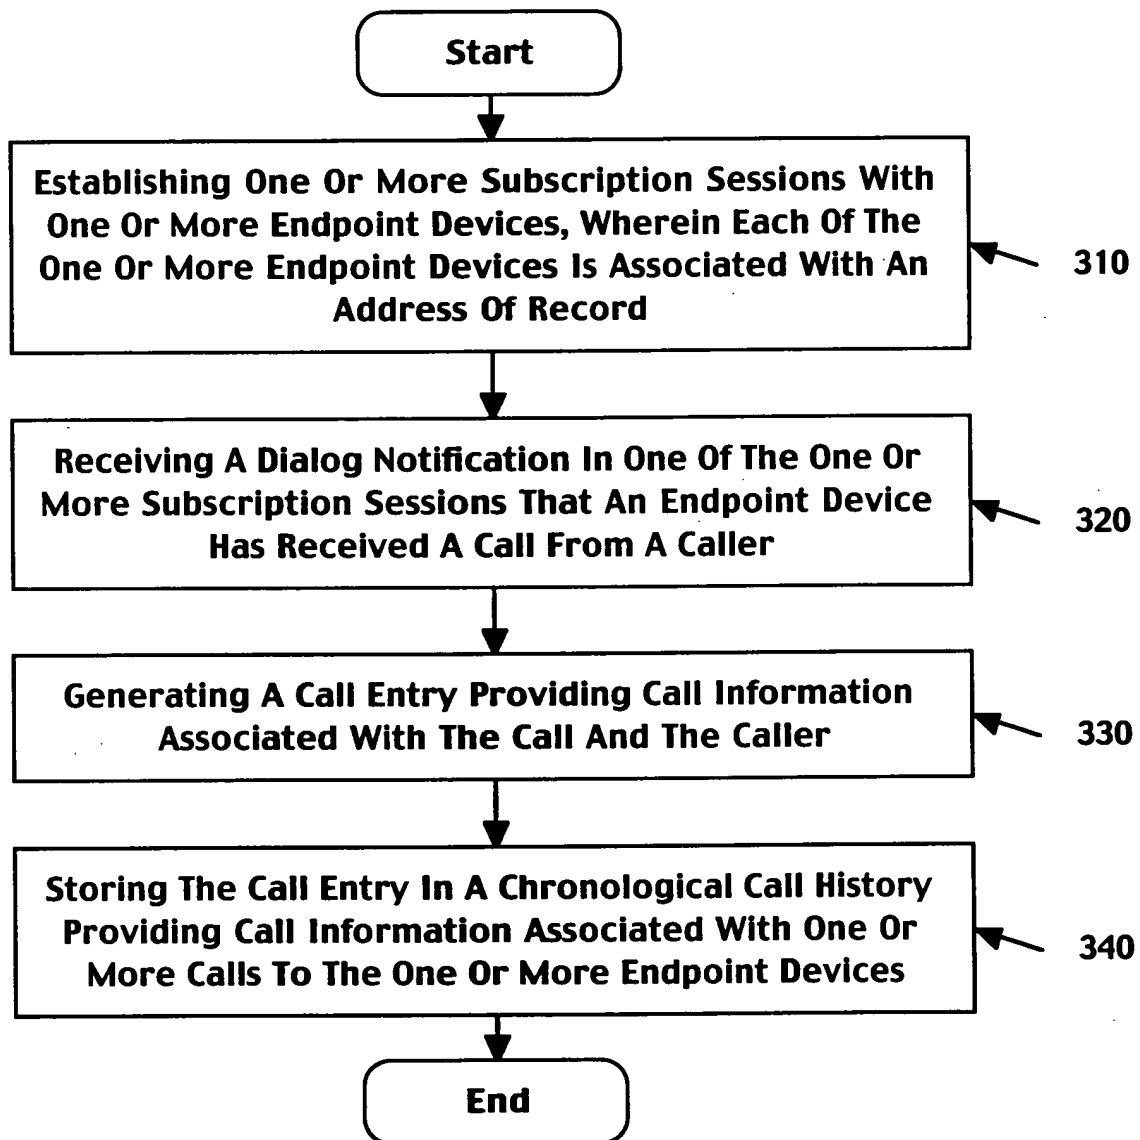 Start
Establishing One Or More Subscription Sessions With
One Or More Endpoint Devices, Wherein Each Of The
One Or More Endpoint Devices Is Associated With An
Address Of Record
310
Receiving A Dialog Notification In One Of The One Or
More Subscription Sessions That An Endpoint Device
Has Received A Call From A Caller
320
Generating A Call Entry Providing Call Information
Associated With The Call And The Caller
330
Storing The Call Entry In A Chronological Call History
Providing Call Information Associated With One Or
More Calls To The One Or More Endpoint Devices
340
End